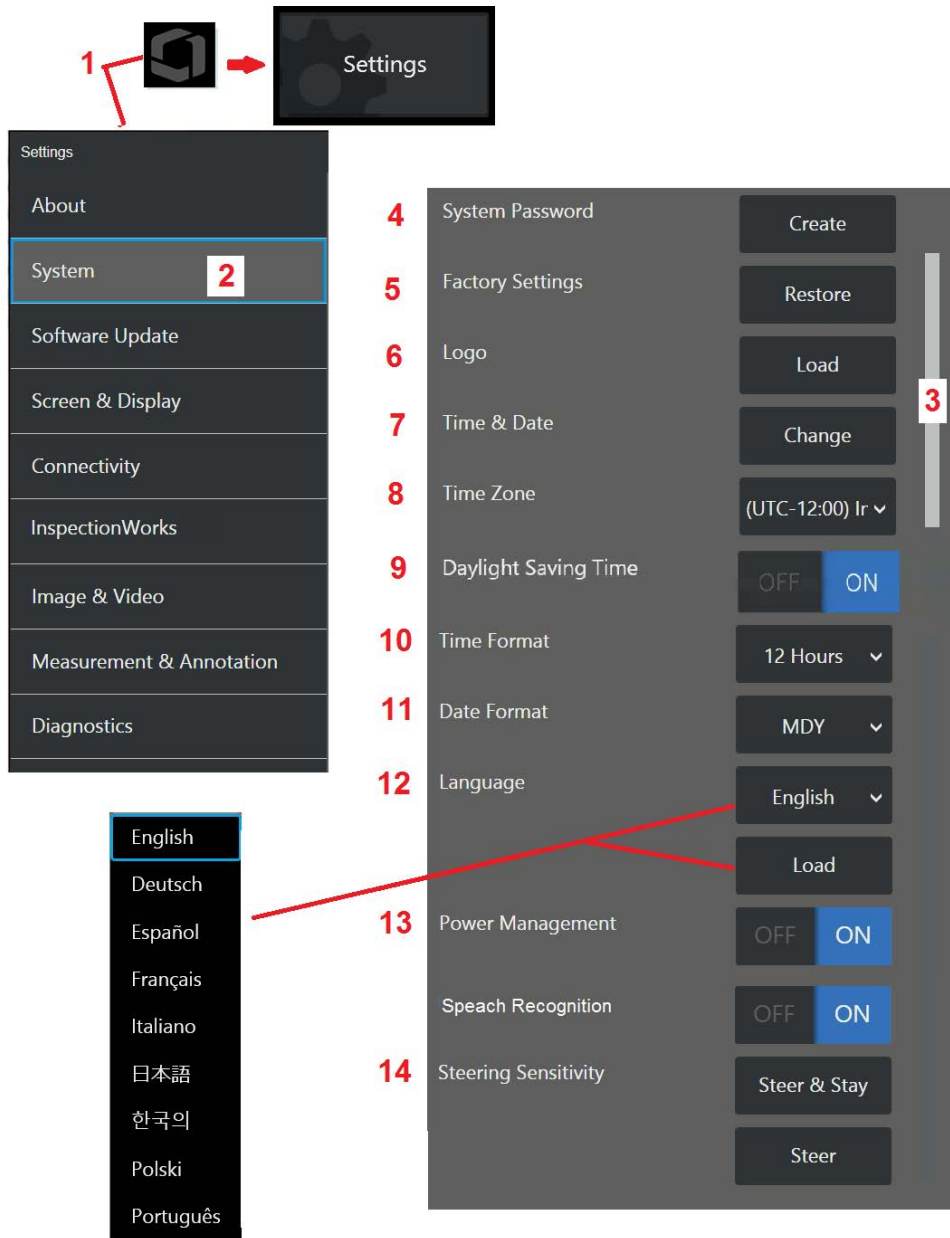 1
Settings
Settings
About
System 2
Software Update
Screen & Display
Connectivity
InspectionWorks
Image & Video
Measurement & Annotation
Diagnostics
3
4 System Password Create
5 Factory Settings Restore
6 Logo Load
7 Time & Date Change
8 Time Zone (UTC-12:00) Ir
9 Daylight Saving Time OFF ON
10 Time Format 12 Hours
11 Date Format MDY
12 Language English
Load
13 Power Management OFF ON
Speach Recognition OFF ON
14 Steering Sensitivity Steer & Stay
Steer
English
Deutsch
Español
Français
Italiano
日本語
한국의
Polski
Português